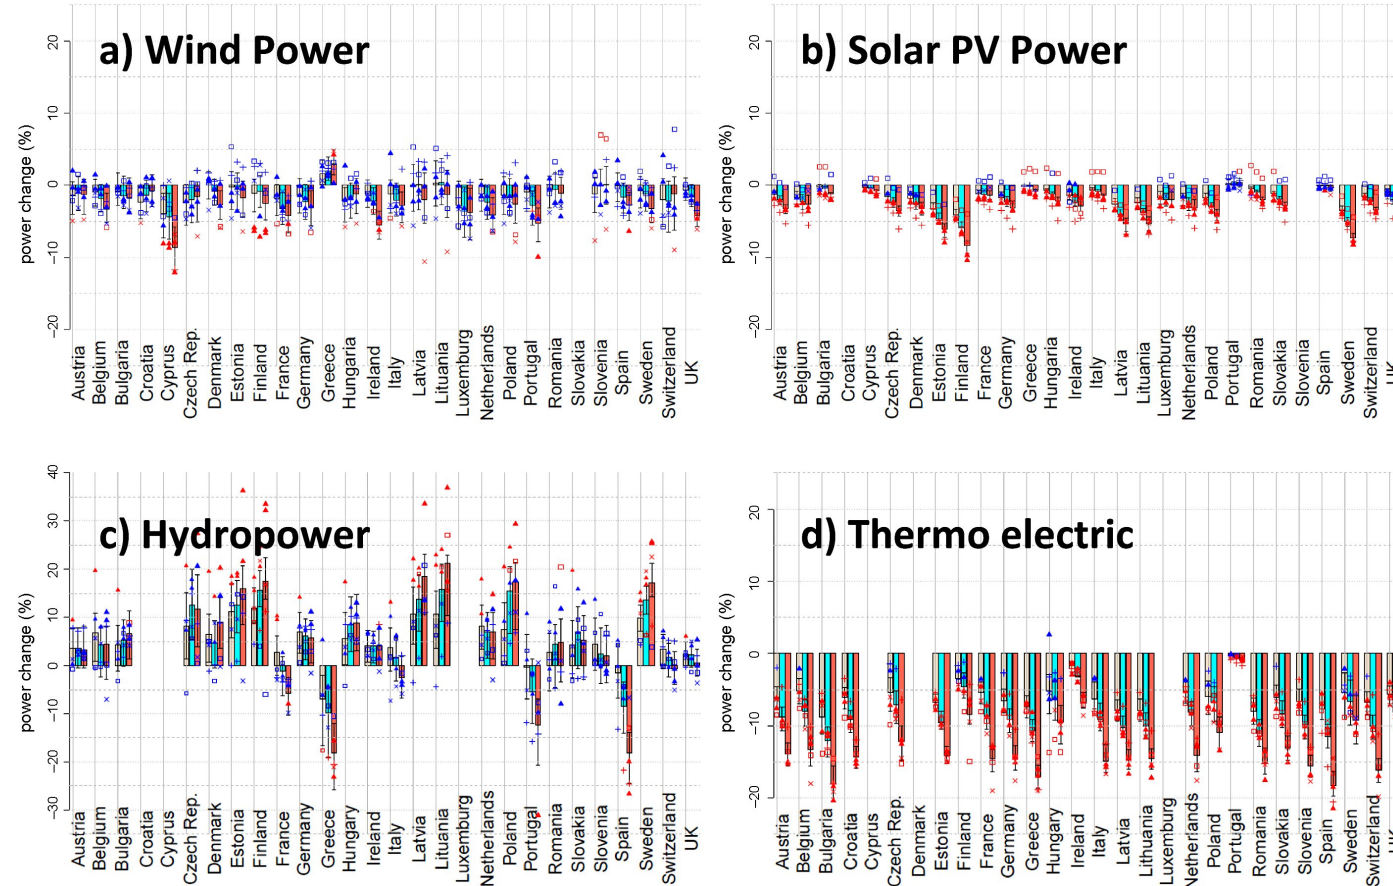 a) Wind Power
20
10
0
−10
−20
power change (%)
Austria
Belgium
Bulgaria
Croatia
Cyprus
Czech Rep.
Denmark
Estonia
Finland
France
Germany
Greece
Hungaria
Ireland
Italy
Latvia
Lithuania
Luxemburg
Netherlands
Poland
Portugal
Romania
Slovakia
Slovenia
Spain
Sweden
Switzerland
UK
b) Solar PV Power
20
10
0
−10
−20
power change (%)
Austria
Belgium
Bulgaria
Croatia
Cyprus
Czech Rep.
Denmark
Estonia
Finland
France
Germany
Greece
Hungaria
Ireland
Italy
Latvia
Lithuania
Luxemburg
Netherlands
Poland
Portugal
Romania
Slovakia
Slovenia
Spain
Sweden
Switzerland
UK
c) Hydropower
40
30
20
10
0
−10
−20
−30
power change (%)
Austria
Belgium
Bulgaria
Croatia
Cyprus
Czech Rep.
Denmark
Estonia
Finland
France
Germany
Greece
Hungary
Ireland
Italy
Latvia
Lithuania
Luxemburg
Netherlands
Poland
Portugal
Romania
Slovakia
Slovenia
Spain
Sweden
Switzerland
UK
d) Thermo electric
20
10
0
−10
−20
power change (%)
Austria
Belgium
Bulgaria
Croatia
Cyprus
Czech Rep.
Denmark
Estonia
Finland
France
Germany
Greece
Hungary
Ireland
Italy
Latvia
Lithuania
Luxemburg
Netherlands
Poland
Portugal
Romania
Slovakia
Slovenia
Spain
Sweden
Switzerland